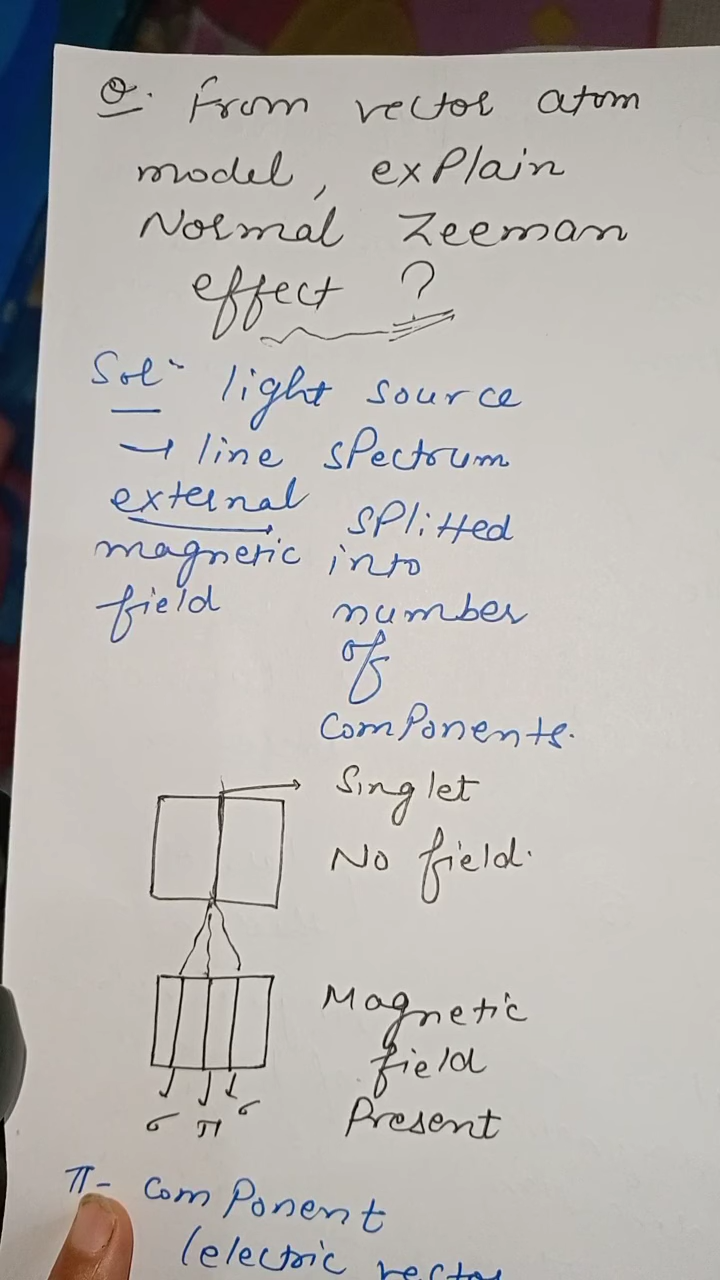 Q. From vector atom
model, explain
Normal Zeeman
effect ?
Sol- light source
→ line spectrum
external splitted
magnetic into
field number
of
components.
Singlet
No field.
Magnetic
field
Present
σ π σ
π- component
(electric vector